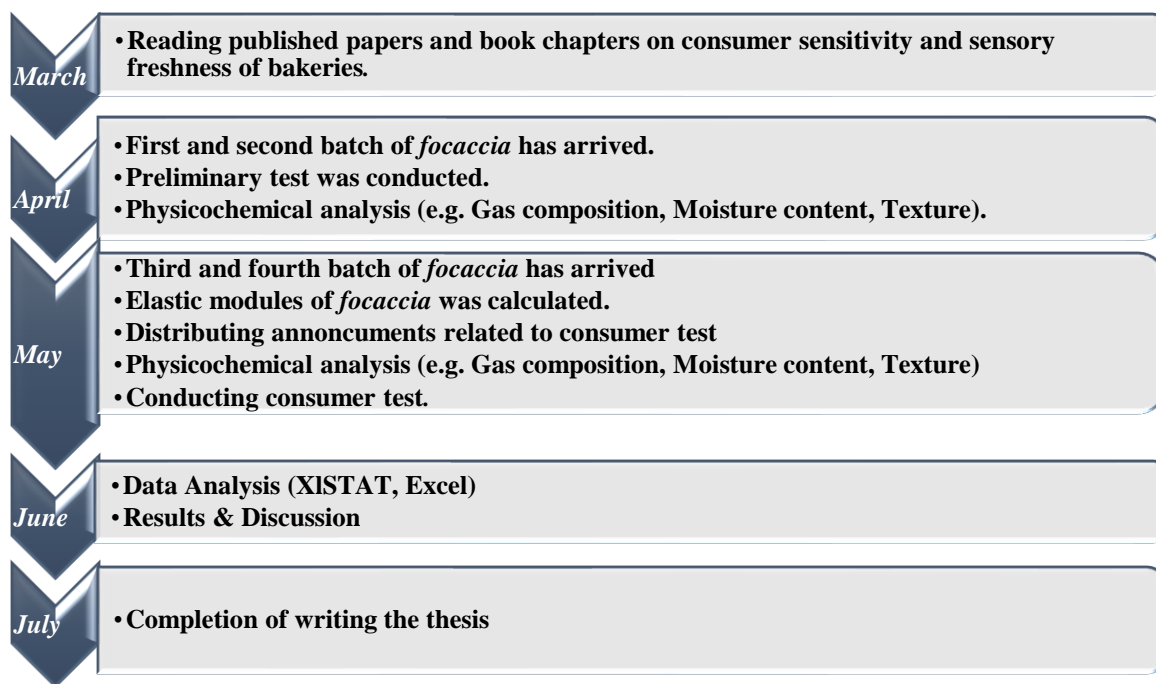 March
•Reading published papers and book chapters on consumer sensitivity and sensory
freshness of bakeries.
April
•First and second batch of focaccia has arrived.
•Preliminary test was conducted.
•Physicochemical analysis (e.g. Gas composition, Moisture content, Texture).
May
•Third and fourth batch of focaccia has arrived
•Elastic modules of focaccia was calculated.
•Distributing annoncuments related to consumer test
•Physicochemical analysis (e.g. Gas composition, Moisture content, Texture)
•Conducting consumer test.
June
•Data Analysis (XlSTAT, Excel)
•Results & Discussion
July
•Completion of writing the thesis